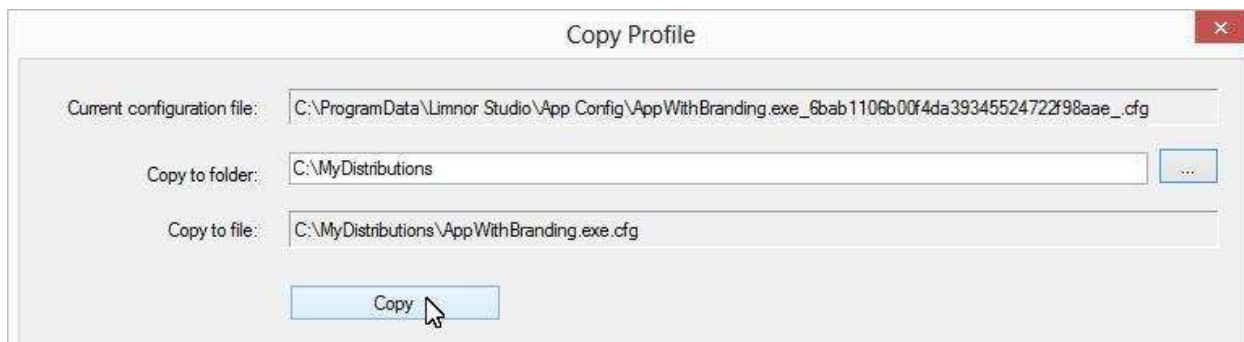 Copy Profile
Current configuration file: C:\ProgramData\Limnor Studio\App Config\AppWithBranding.exe_6bab1106b00f4da39345524722f98aae_.cfg
Copy to folder: C:\MyDistributions ...
Copy to file: C:\MyDistributions\AppWithBranding.exe.cfg
Copy